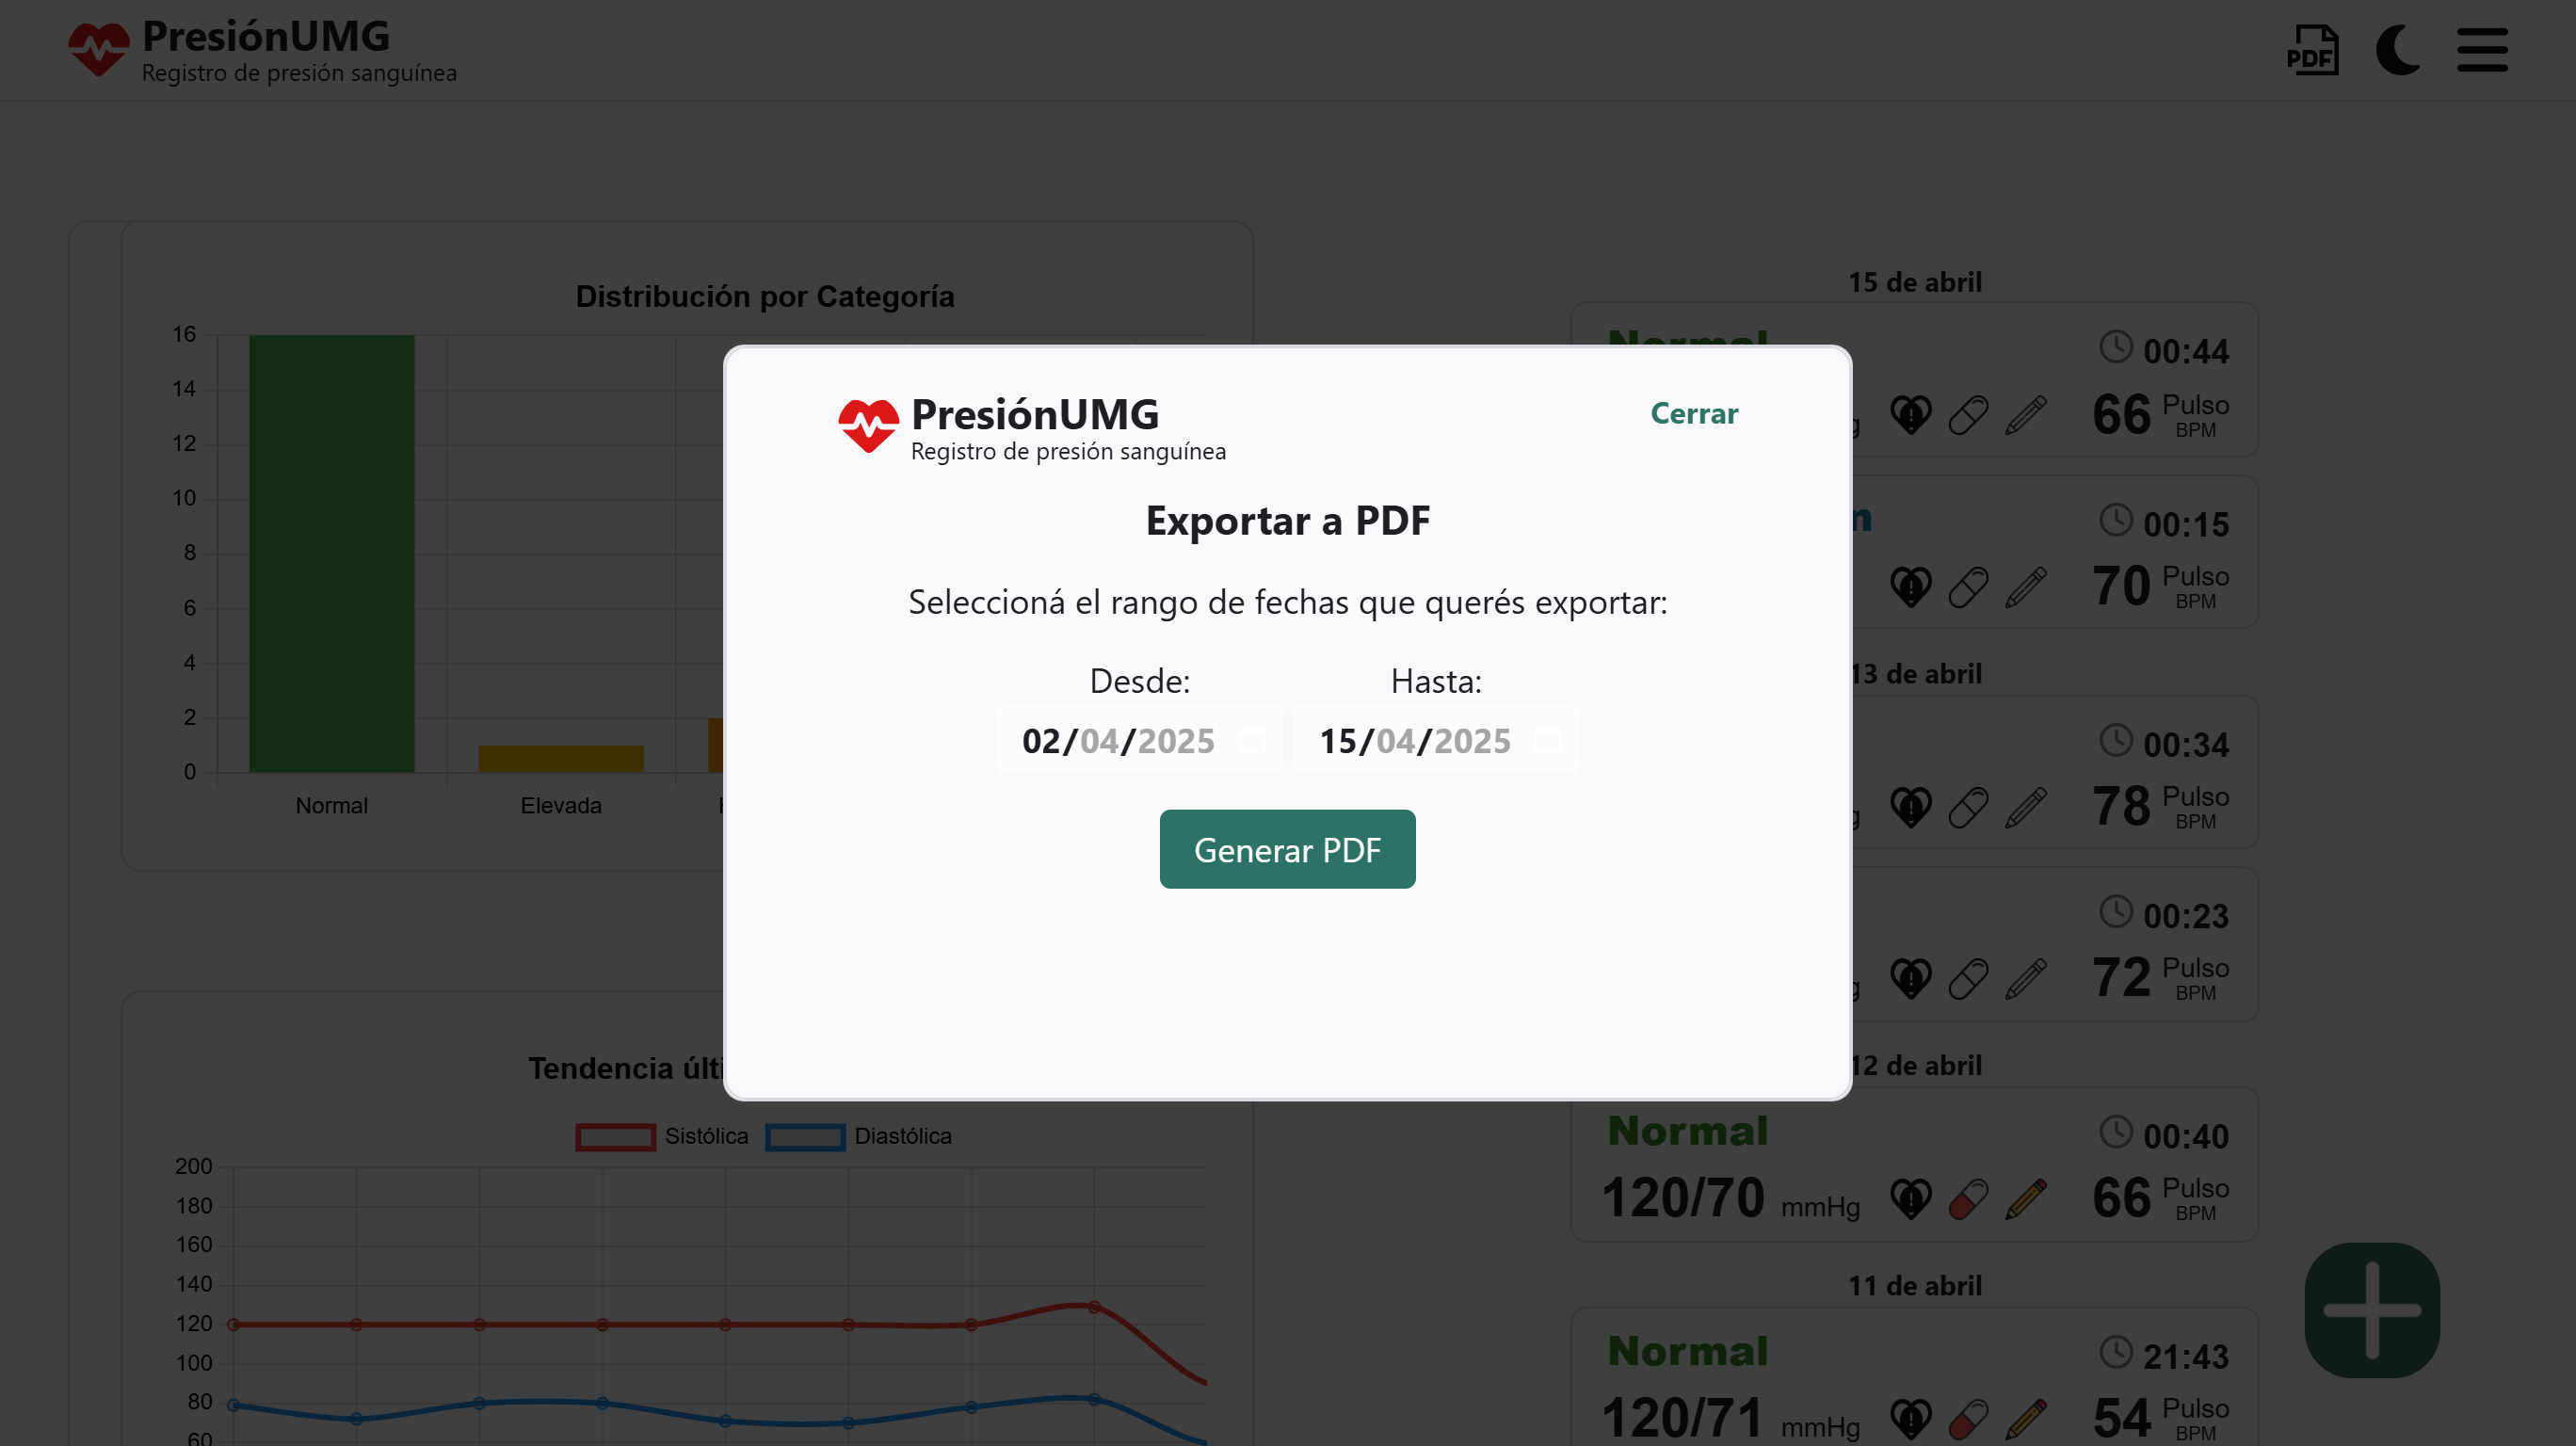 PresiónUMG
Registro de presión sanguínea
PDF
Distribución por Categoría
16
14
12
10
8
6
4
2
0
Normal
Elevada
Tendencia
Sistólica
Diastólica
200
180
160
140
120
100
80
60
PresiónUMG
Registro de presión sanguínea
Cerrar
Exportar a PDF
Seleccioná el rango de fechas que querés exportar:
Desde:
Hasta:
02/04/2025
15/04/2025
Generar PDF
15 de abril
Normal
00:44
66 Pulso
BPM
00:15
70 Pulso
BPM
13 de abril
00:34
78 Pulso
BPM
00:23
72 Pulso
BPM
12 de abril
Normal
00:40
120/70 mmHg
66 Pulso
BPM
11 de abril
Normal
21:43
120/71 mmHg
54 Pulso
BPM